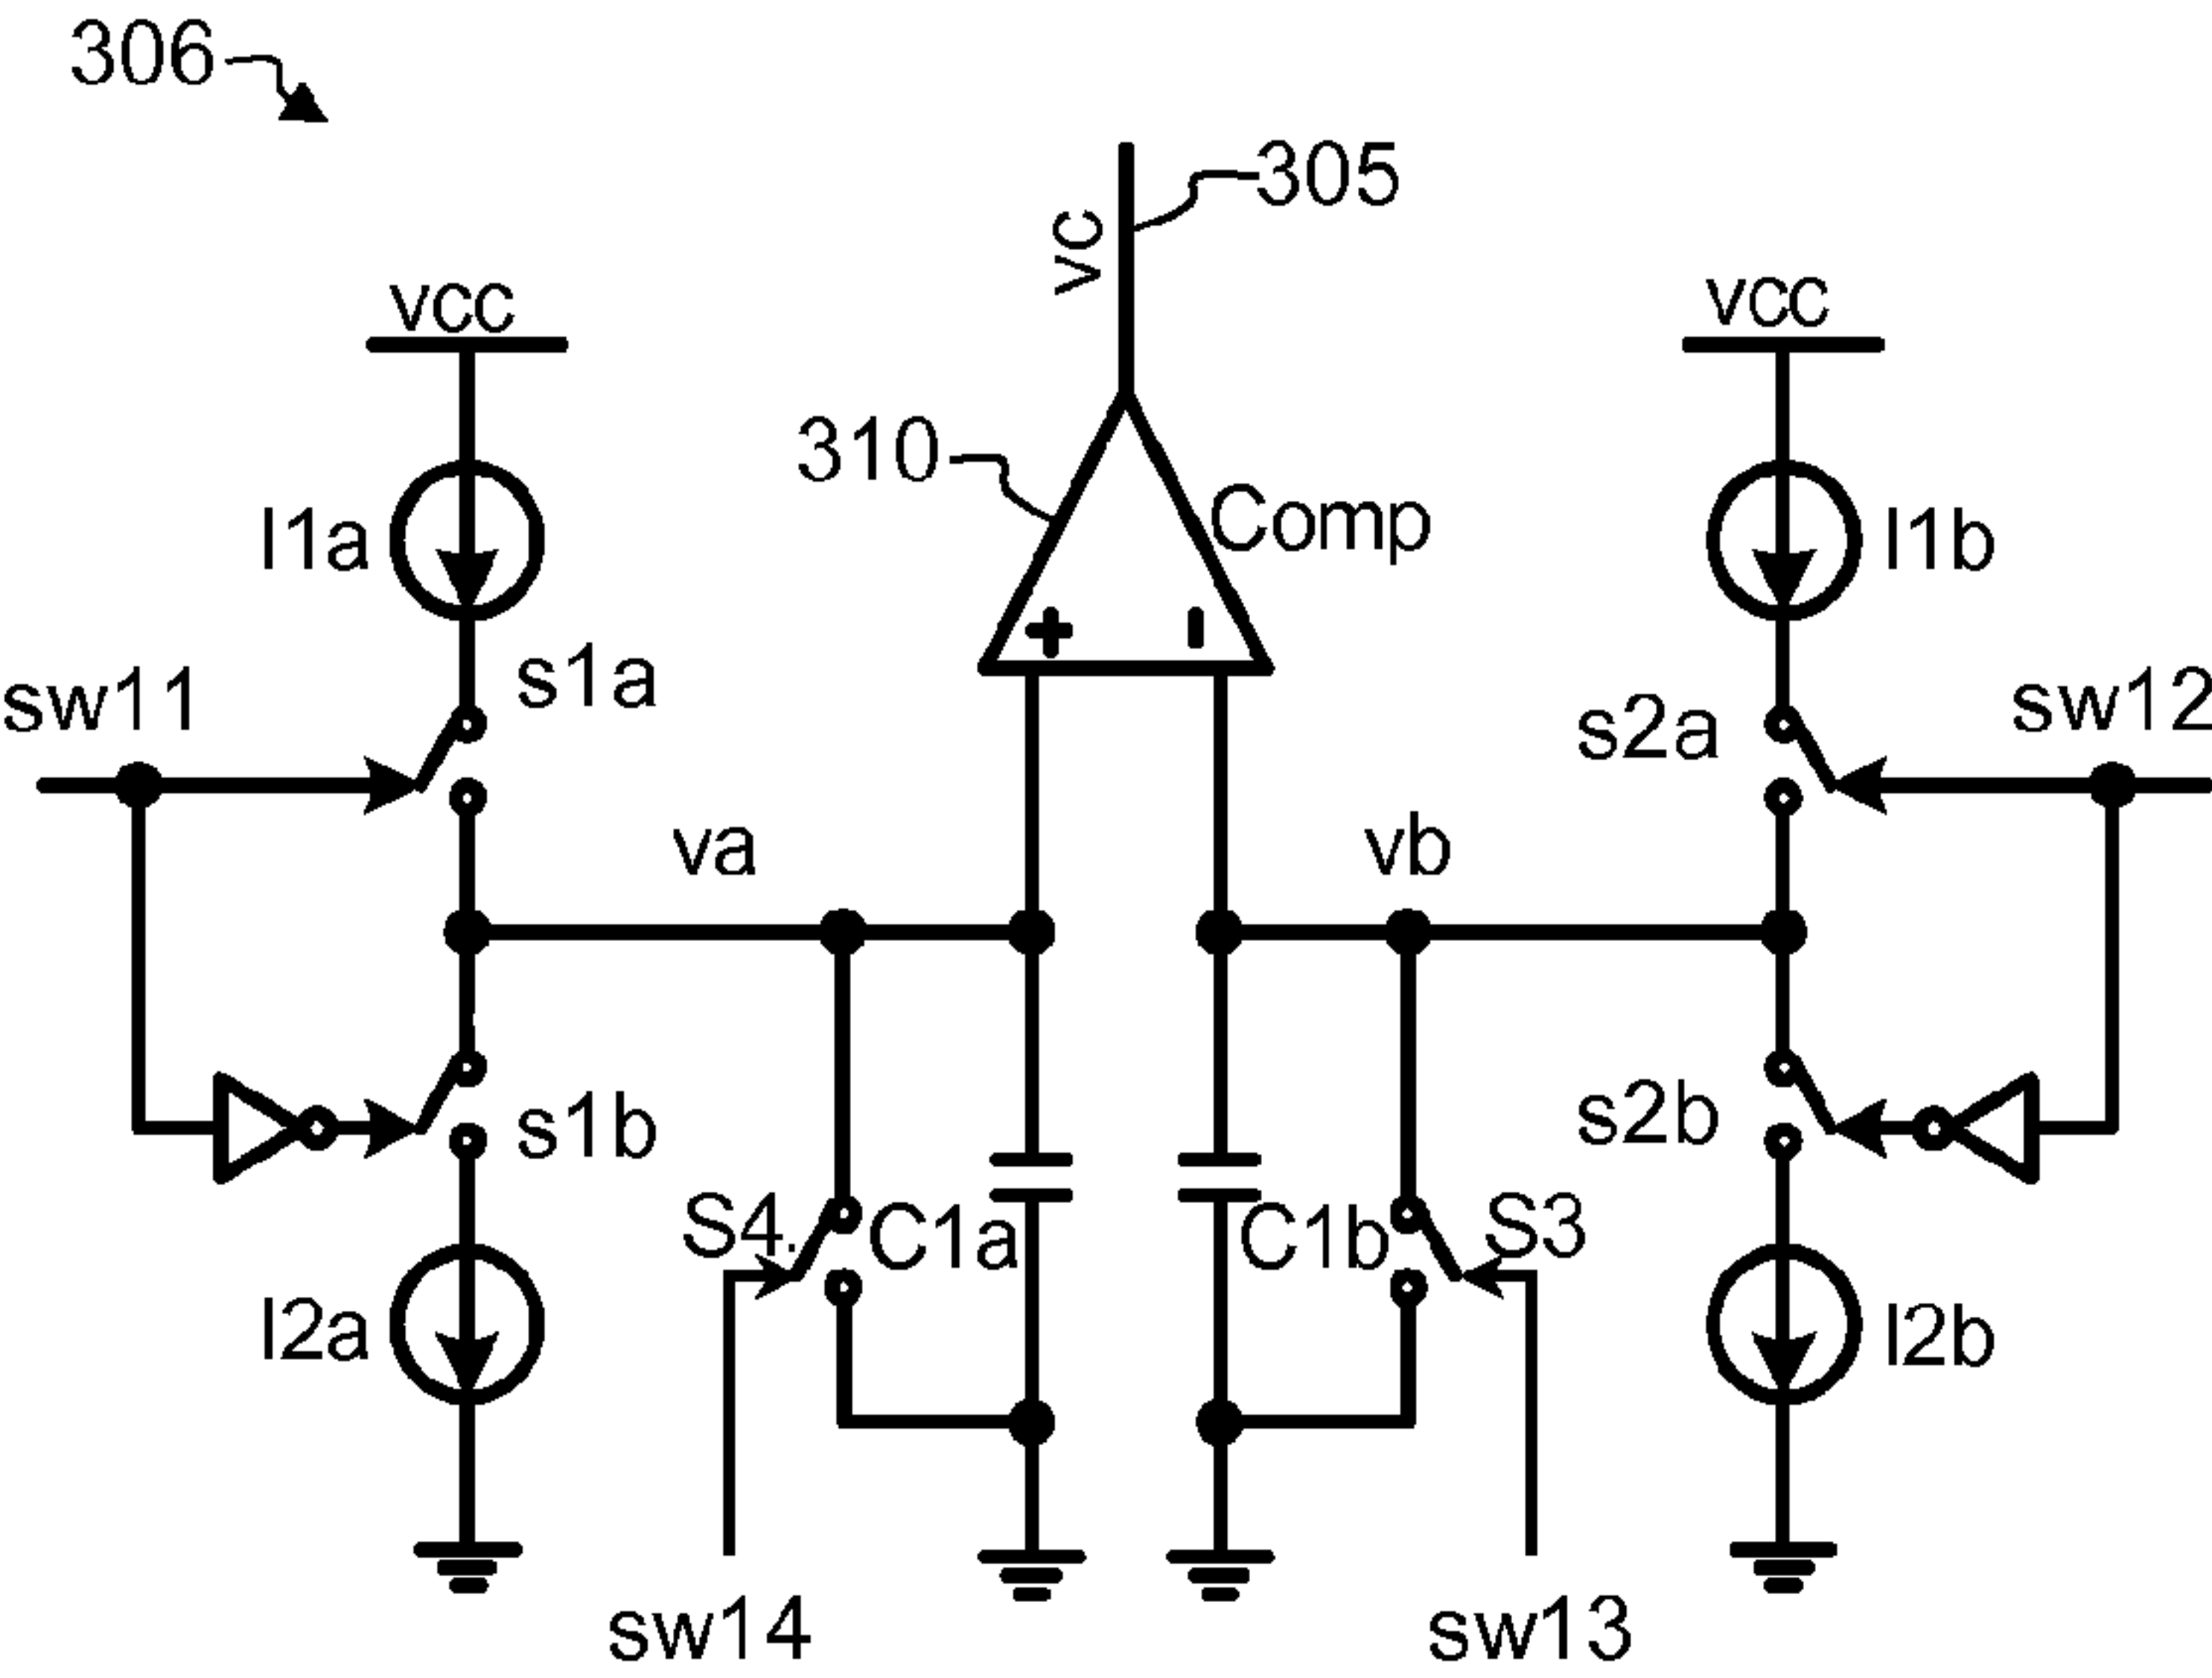 306
305
vc
vcc
vcc
310
Comp
I1a
I1b
+
-
s1a
sw11
s2a
sw12
va
vb
s1b
s2b
S4.
C1a
C1b
S3
I2a
I2b
sw14
sw13